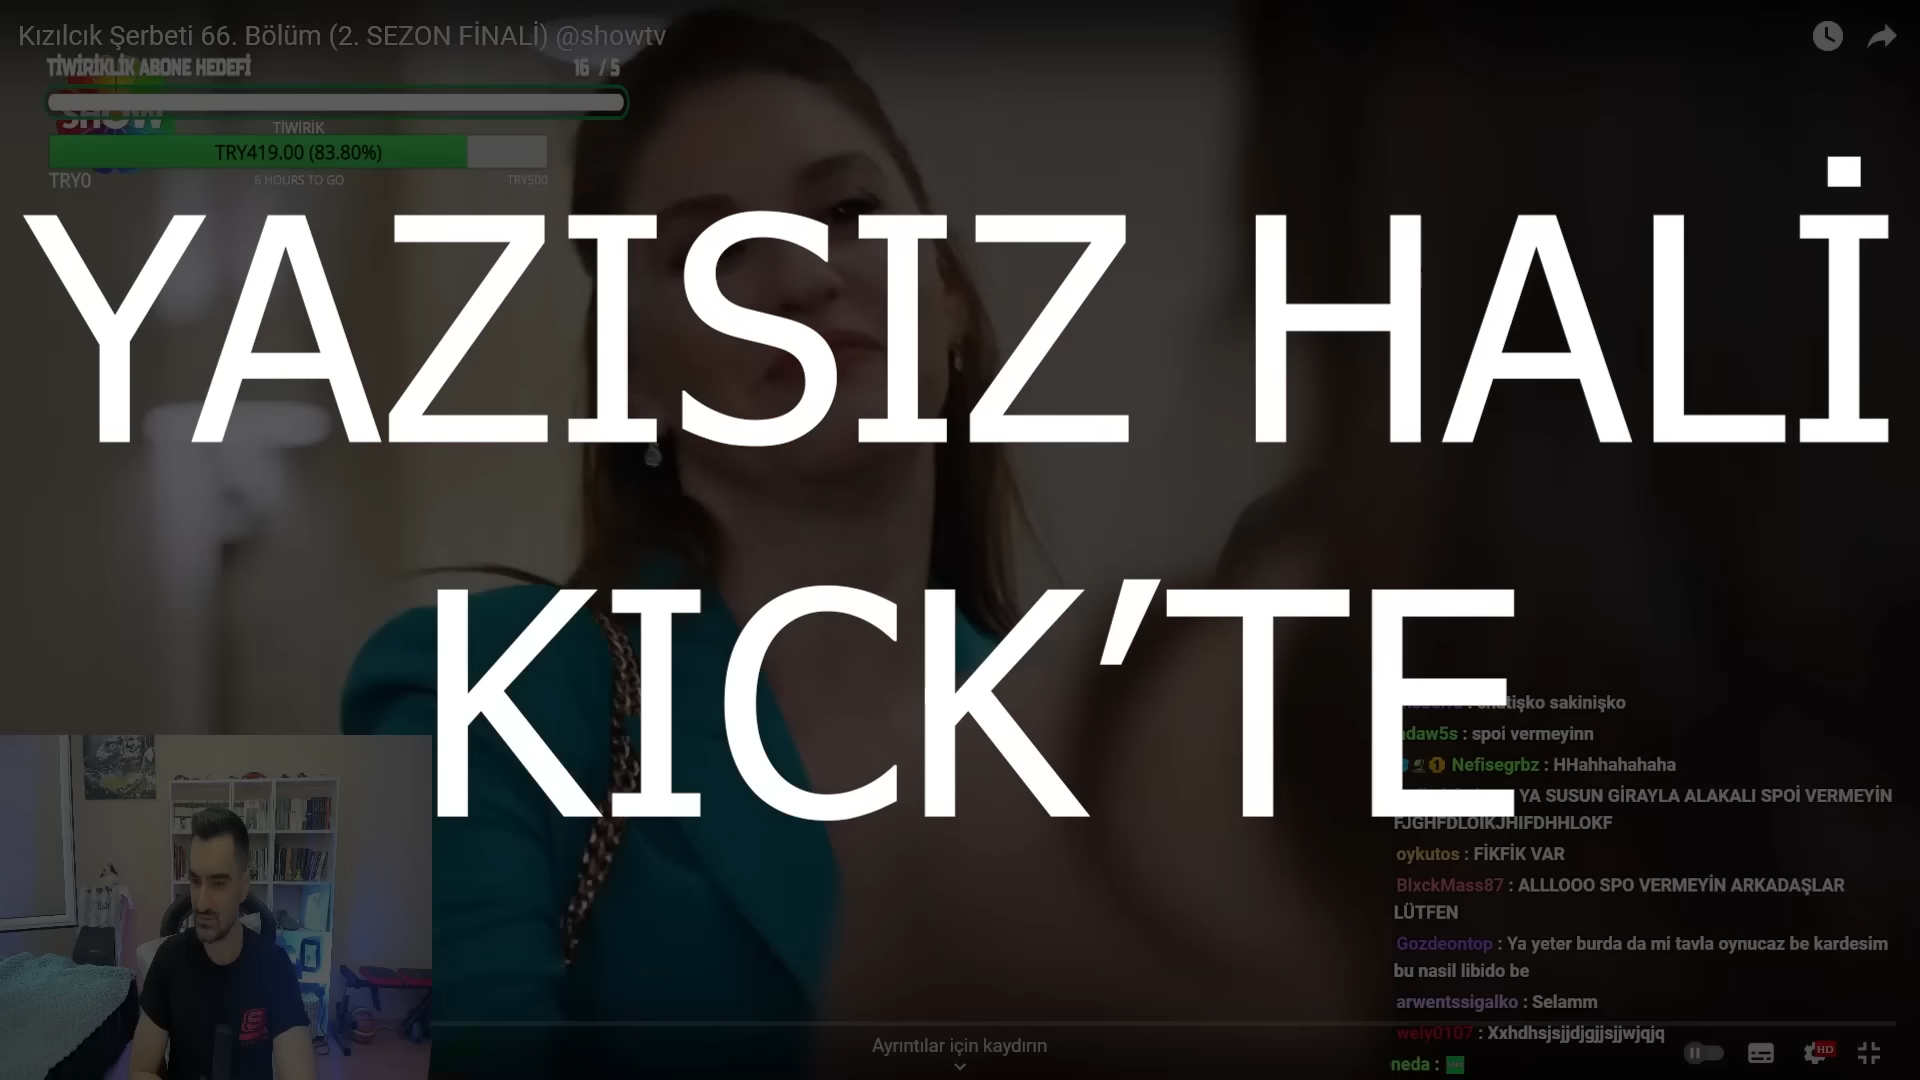 Kızılcık Şerbeti 66. Bölüm (2. SEZON FİNALİ) @showtv
TİWİRİKLİK ABONE HEDEFİ 16 / 5
SHOW
TİWİRİK
TRY419.00 (83.80%)
TRY0 6 HOURS TO GO TRY500
YAZISIZ HALİ
KICK’TE
sakinişko
: spoi vermeyinn
1 Nefisegrbz : HHahhahahaha
YA SUSUN GİRAYLA ALAKALI SPOİ VERMEYİN
FJGHFDLOIKJHIFDHHLOKF
oykutos : FİKFİK VAR
BlxckMass87 : ALLLOOO SPO VERMEYİN ARKADAŞLAR
LÜTFEN
Gozdeontop : Ya yeter burda da mi tavla oynucaz be kardesim
bu nasil libido be
arwentssigalko : Selamm
wely0107 : Xxhdhsjsjjdjgjjsjjwjqjq
neda :
Ayrıntılar için kaydırın
HD